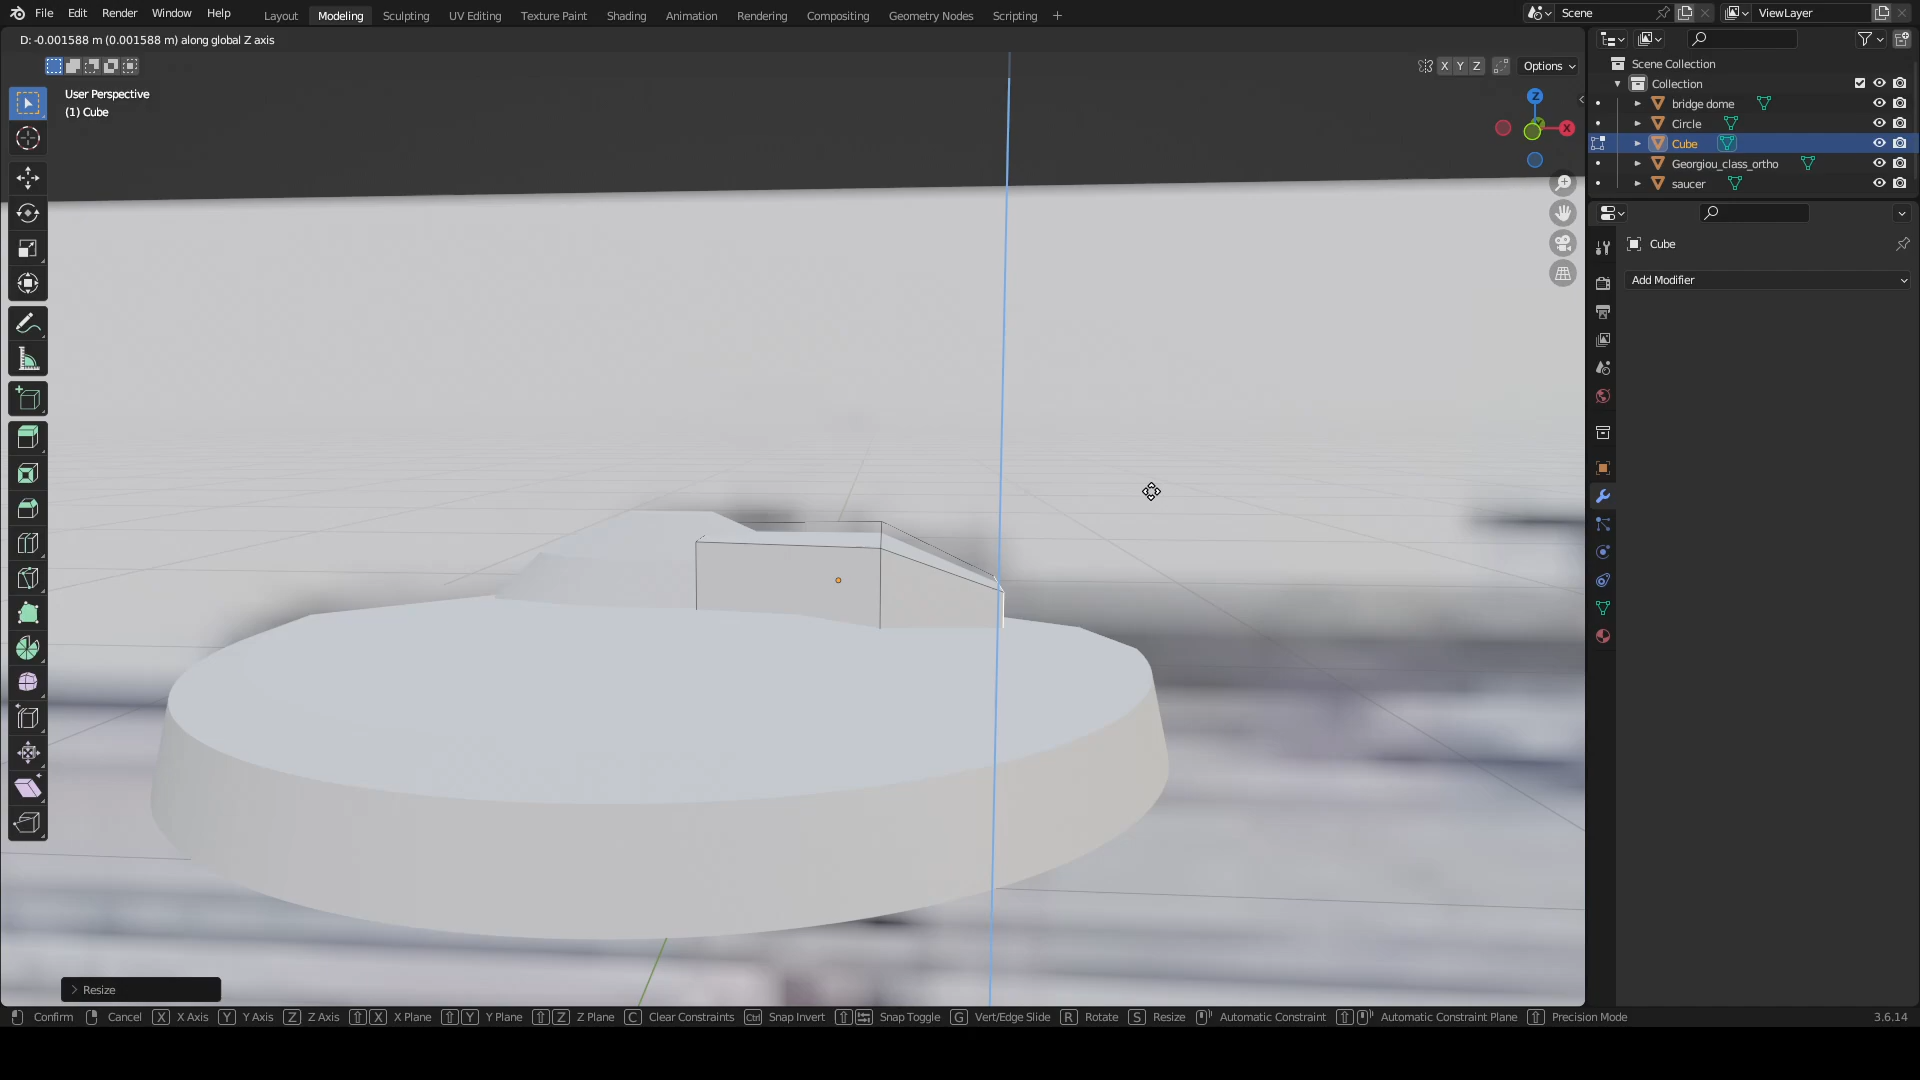 File Edit Render Window Help Layout Modeling Sculpting UV Editing Texture Paint Shading Animation Rendering Compositing Geometry Nodes Scripting + Scene ViewLayer
D: -0.001588 m (0.001588 m) along global Z axis
X Y Z Options
User Perspective
(1) Cube
Z
X
Scene Collection
Collection
bridge dome
Circle
Cube
Georgiou_class_ortho
saucer
Cube
Add Modifier
Resize
Confirm Cancel X X Axis Y Y Axis Z Z Axis X X Plane Y Y Plane Z Z Plane C Clear Constraints Ctrl Snap Invert Snap Toggle G Vert/Edge Slide R Rotate S Resize Automatic Constraint Automatic Constraint Plane Precision Mode 3.6.14